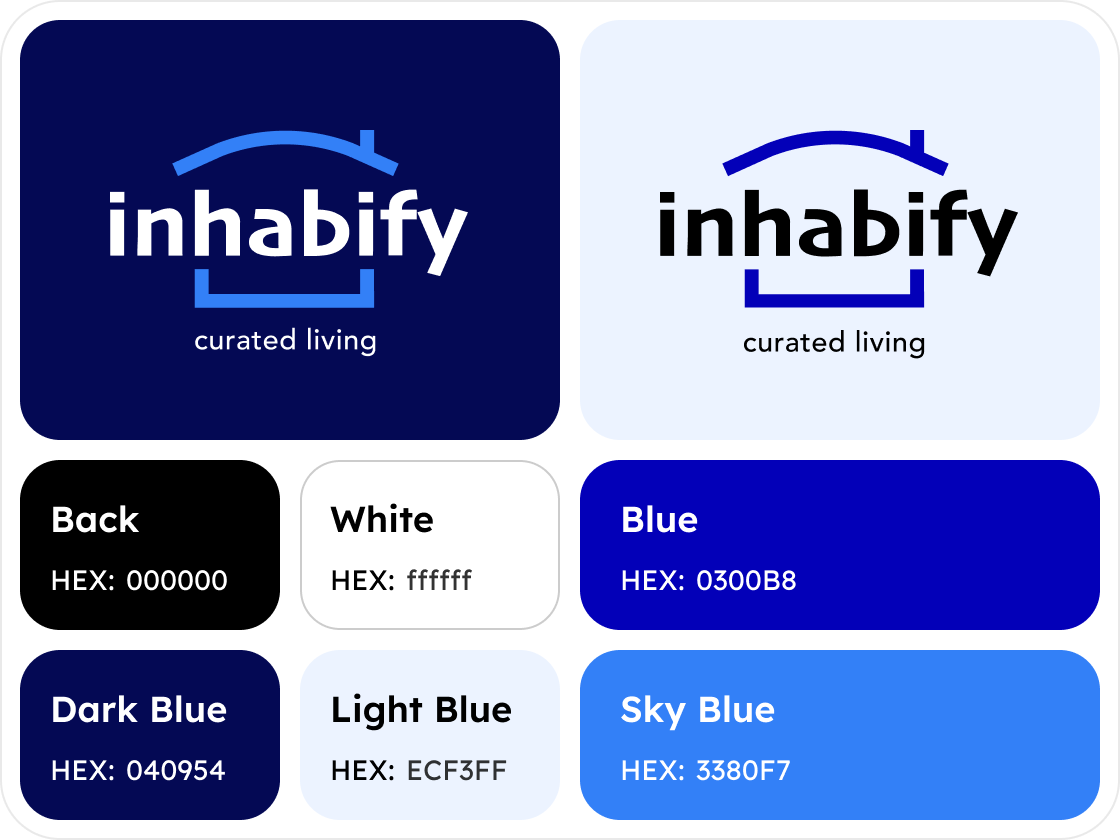 inhabify
curated living
inhabify
curated living
Back
HEX: 000000
White
HEX: ffffff
Blue
HEX: 0300B8
Dark Blue
HEX: 040954
Light Blue
HEX: ECF3FF
Sky Blue
HEX: 3380F7